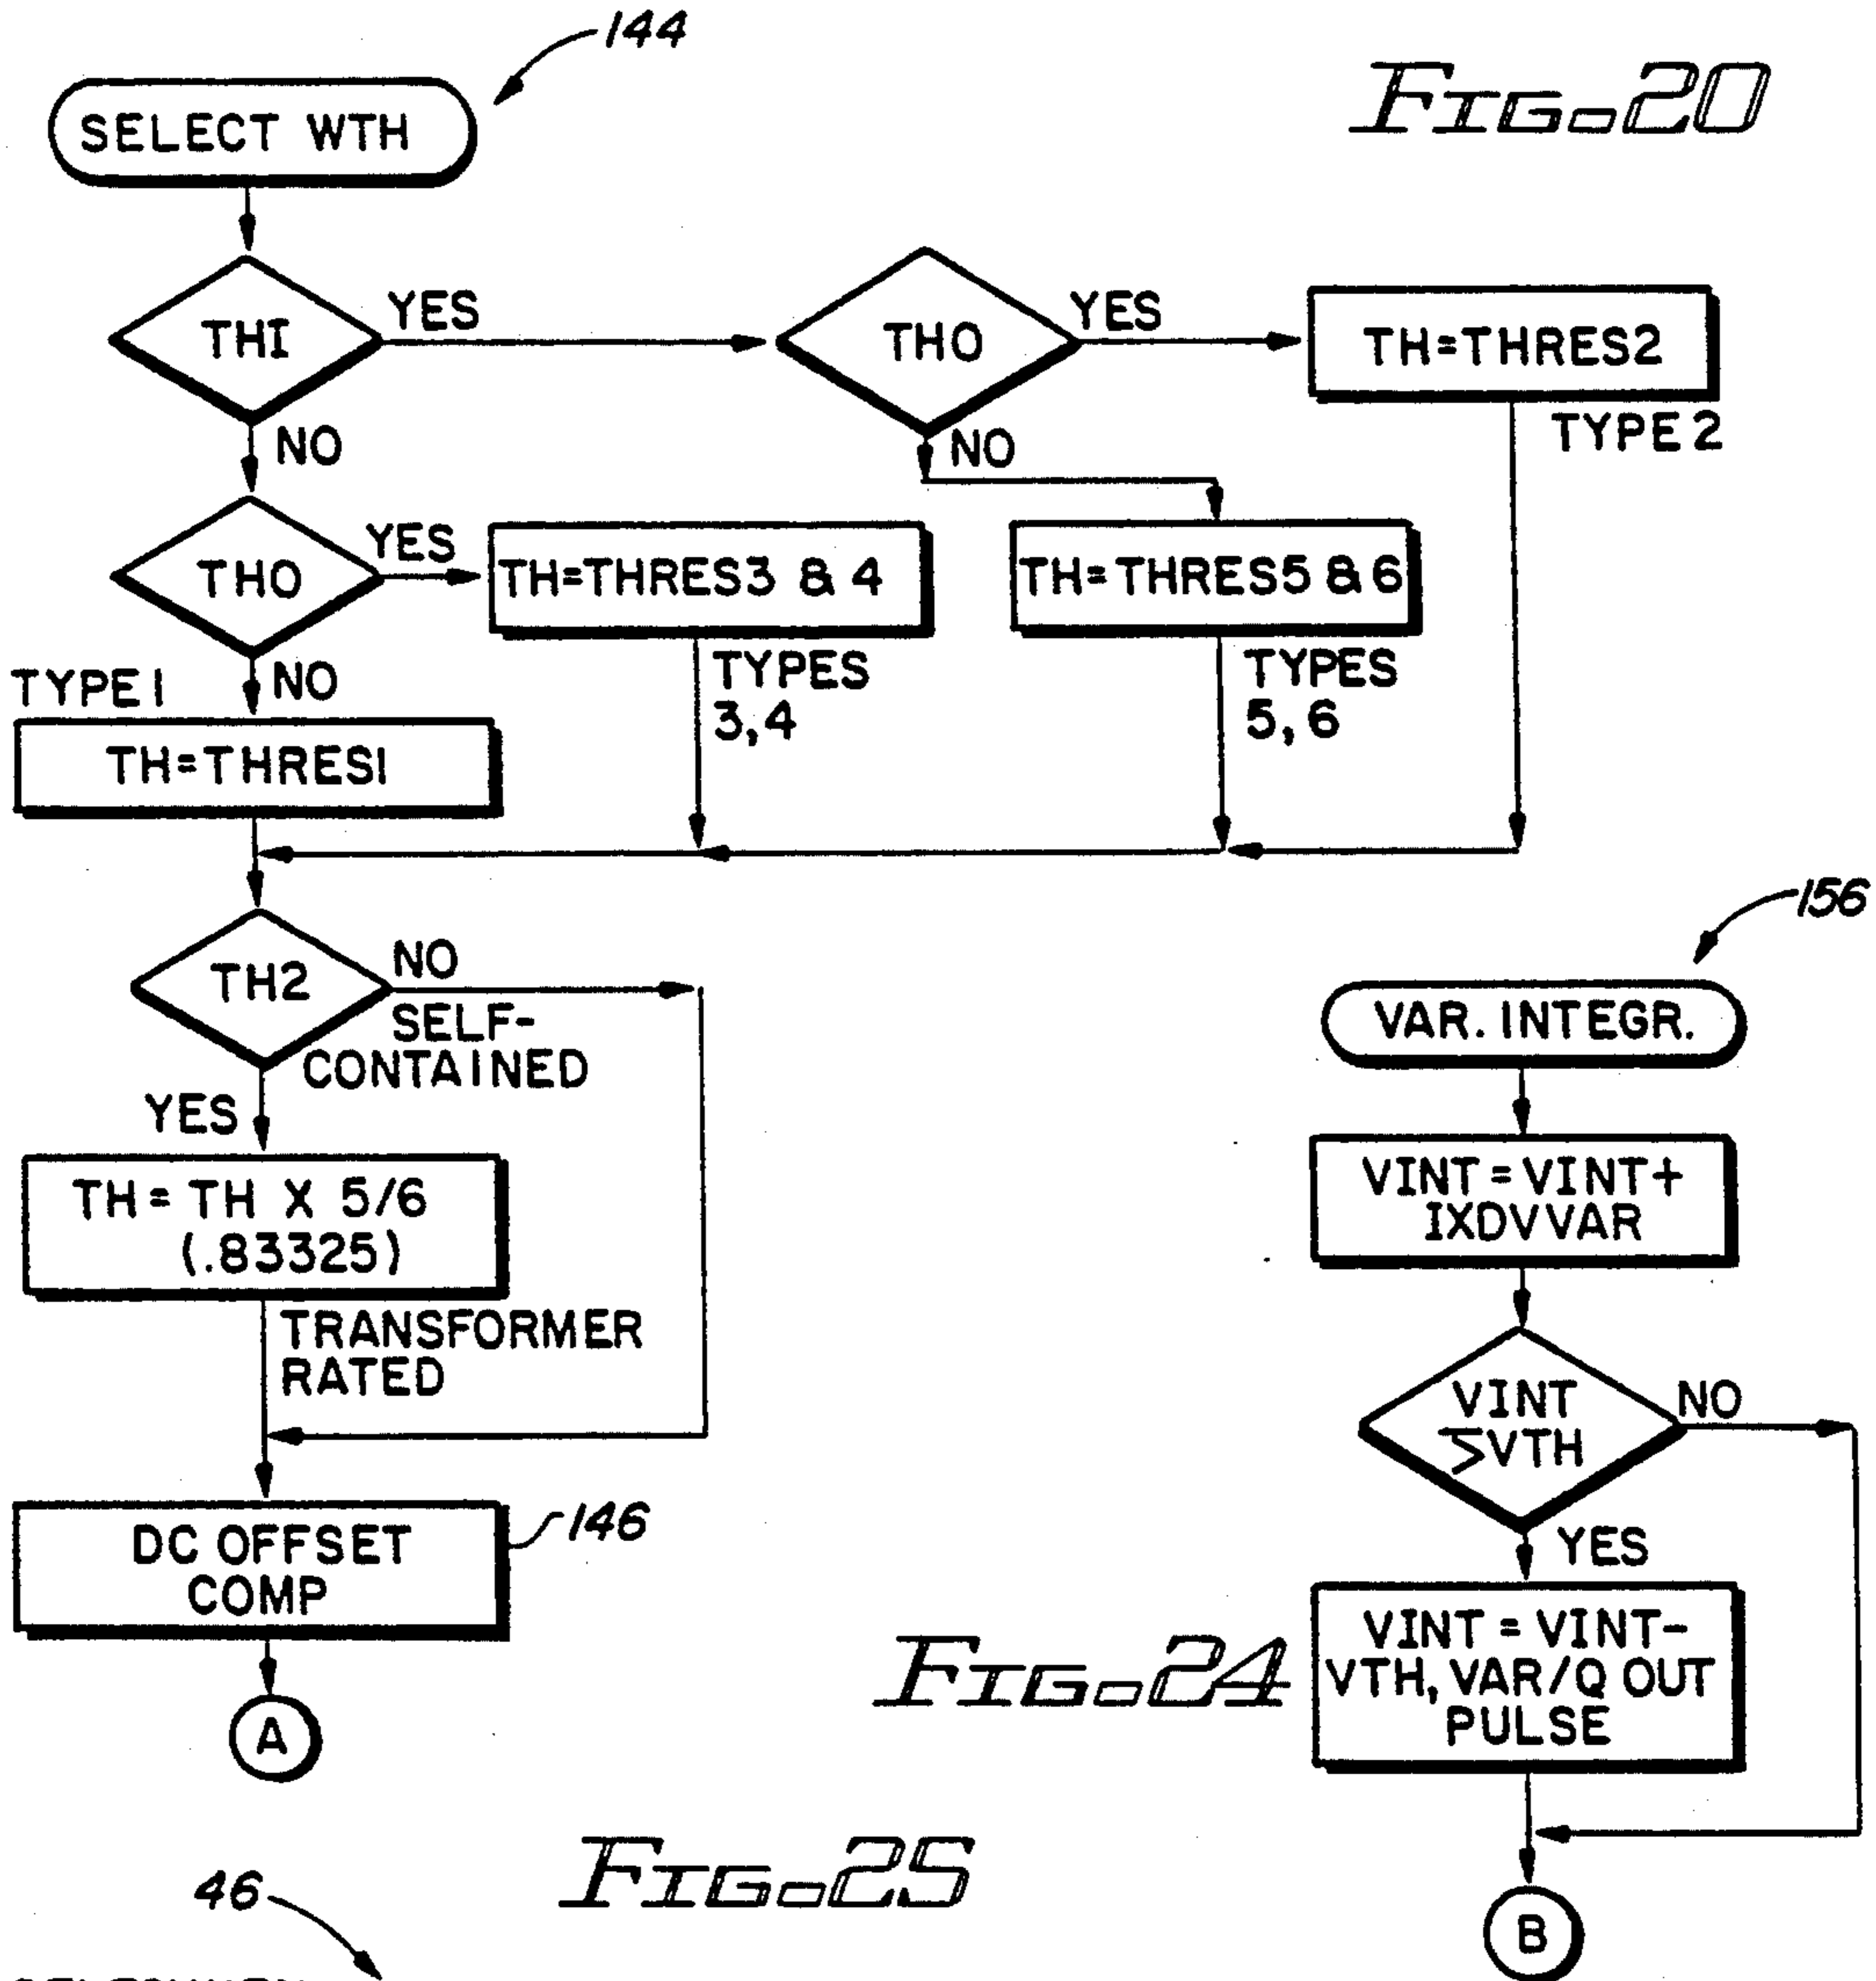 144
FIG. 20
SELECT WTH
THI
YES
THO
YES
TH=THRES2
TYPE 2
NO
NO
THO
YES
TH=THRES3 & 4
TH=THRES5 & 6
TYPES
3,4
TYPES
5,6
TYPE 1
NO
TH=THRES1
TH2
NO
SELF-
CONTAINED
YES
TH = TH X 5/6
(.83325)
TRANSFORMER
RATED
DC OFFSET
COMP
146
A
156
VAR. INTEGR.
VINT = VINT+
IXDVVAR
VINT
VTH
NO
YES
VINT = VINT-
VTH, VAR/Q OUT
PULSE
B
FIG. 24
FIG. 25
46